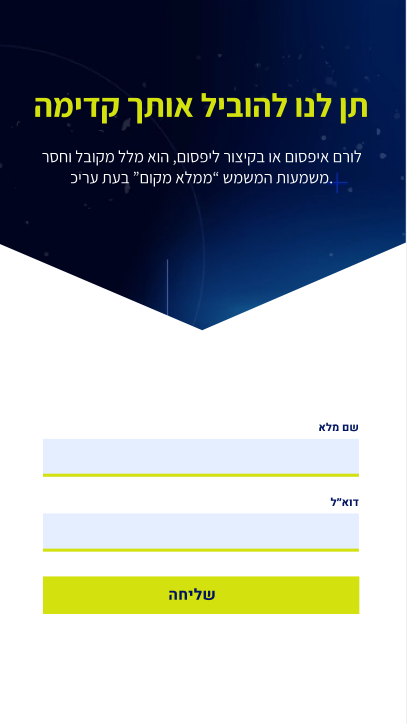 תן לנו להוביל אותך קדימה
לורם איפסום או בקיצור ליפסום, הוא מלל מקובל וחסר
משמעות המשמש “ממלא מקום” בעת עריכ.
שם מלא
דוא״ל
שליחה